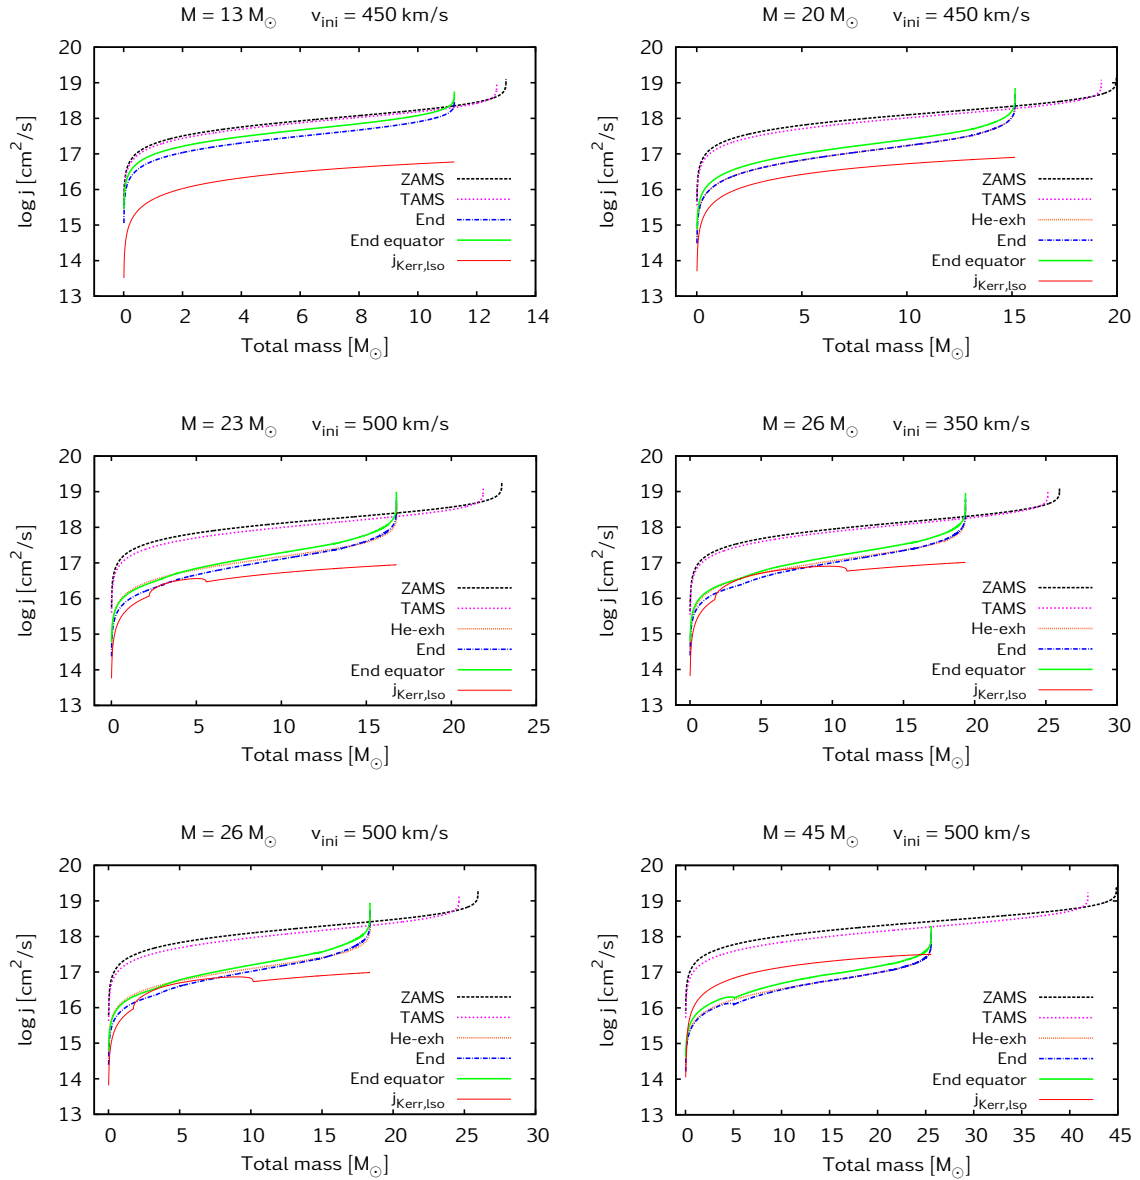 M = 13 M☉ v_ini = 450 km/s
log j [cm²/s]
20
19
18
17
16
15
14
13
ZAMS
TAMS
End
End equator
j_Kerr,lso
0 2 4 6 8 10 12 14
Total mass [M☉]
M = 20 M☉ v_ini = 450 km/s
log j [cm²/s]
20
19
18
17
16
15
14
13
ZAMS
TAMS
He-exh
End
End equator
j_Kerr,lso
0 5 10 15 20
Total mass [M☉]
M = 23 M☉ v_ini = 500 km/s
log j [cm²/s]
20
19
18
17
16
15
14
13
ZAMS
TAMS
He-exh
End
End equator
j_Kerr,lso
0 5 10 15 20 25
Total mass [M☉]
M = 26 M☉ v_ini = 350 km/s
log j [cm²/s]
20
19
18
17
16
15
14
13
ZAMS
TAMS
He-exh
End
End equator
j_Kerr,lso
0 5 10 15 20 25 30
Total mass [M☉]
M = 26 M☉ v_ini = 500 km/s
log j [cm²/s]
20
19
18
17
16
15
14
13
ZAMS
TAMS
He-exh
End
End equator
j_Kerr,lso
0 5 10 15 20 25 30
Total mass [M☉]
M = 45 M☉ v_ini = 500 km/s
log j [cm²/s]
20
19
18
17
16
15
14
13
ZAMS
TAMS
He-exh
End
End equator
j_Kerr,lso
0 5 10 15 20 25 30 35 40 45
Total mass [M☉]